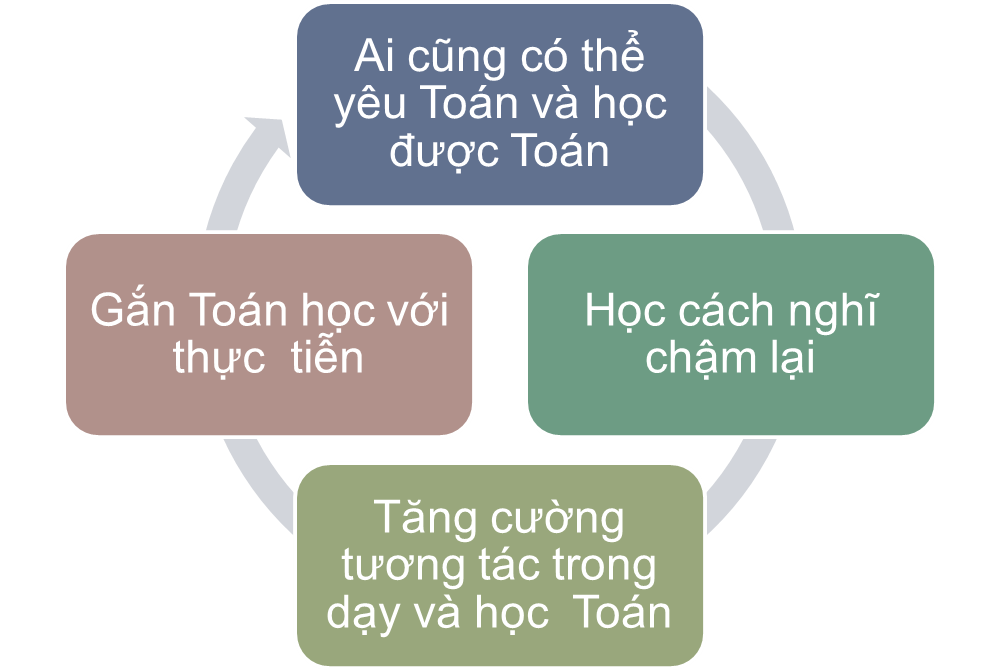 Ai cũng có thể
yêu Toán và học
được Toán
Gắn Toán học với
thực  tiễn
Học cách nghĩ
chậm lại
Tăng cường
tương tác trong
dạy và học  Toán